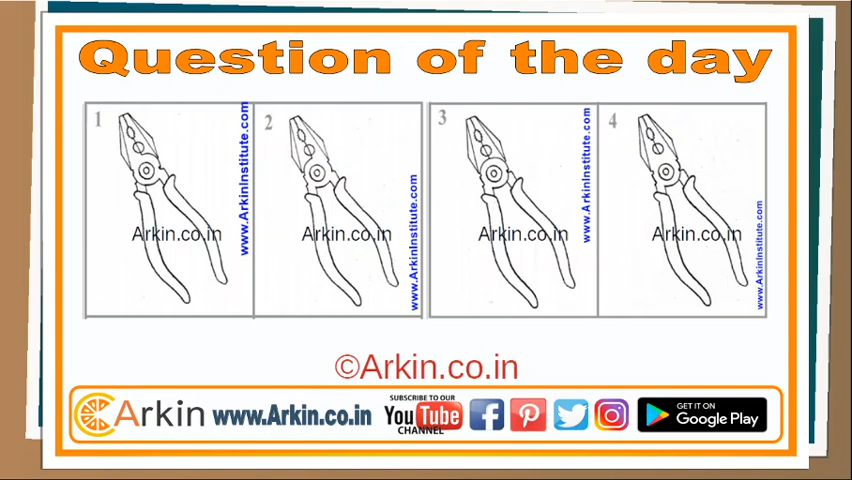 Question of the day
1
www.ArkinInstitute.com
2
www.ArkinInstitute.com
3
www.ArkinInstitute.com
4
www.ArkinInstitute.com
Arkin.co.in
Arkin.co.in
Arkin.co.in
Arkin.co.in
©Arkin.co.in
Arkin
www.Arkin.co.in
SUBSCRIBE TO OUR
YouTube
CHANNEL
GET IT ON
Google Play